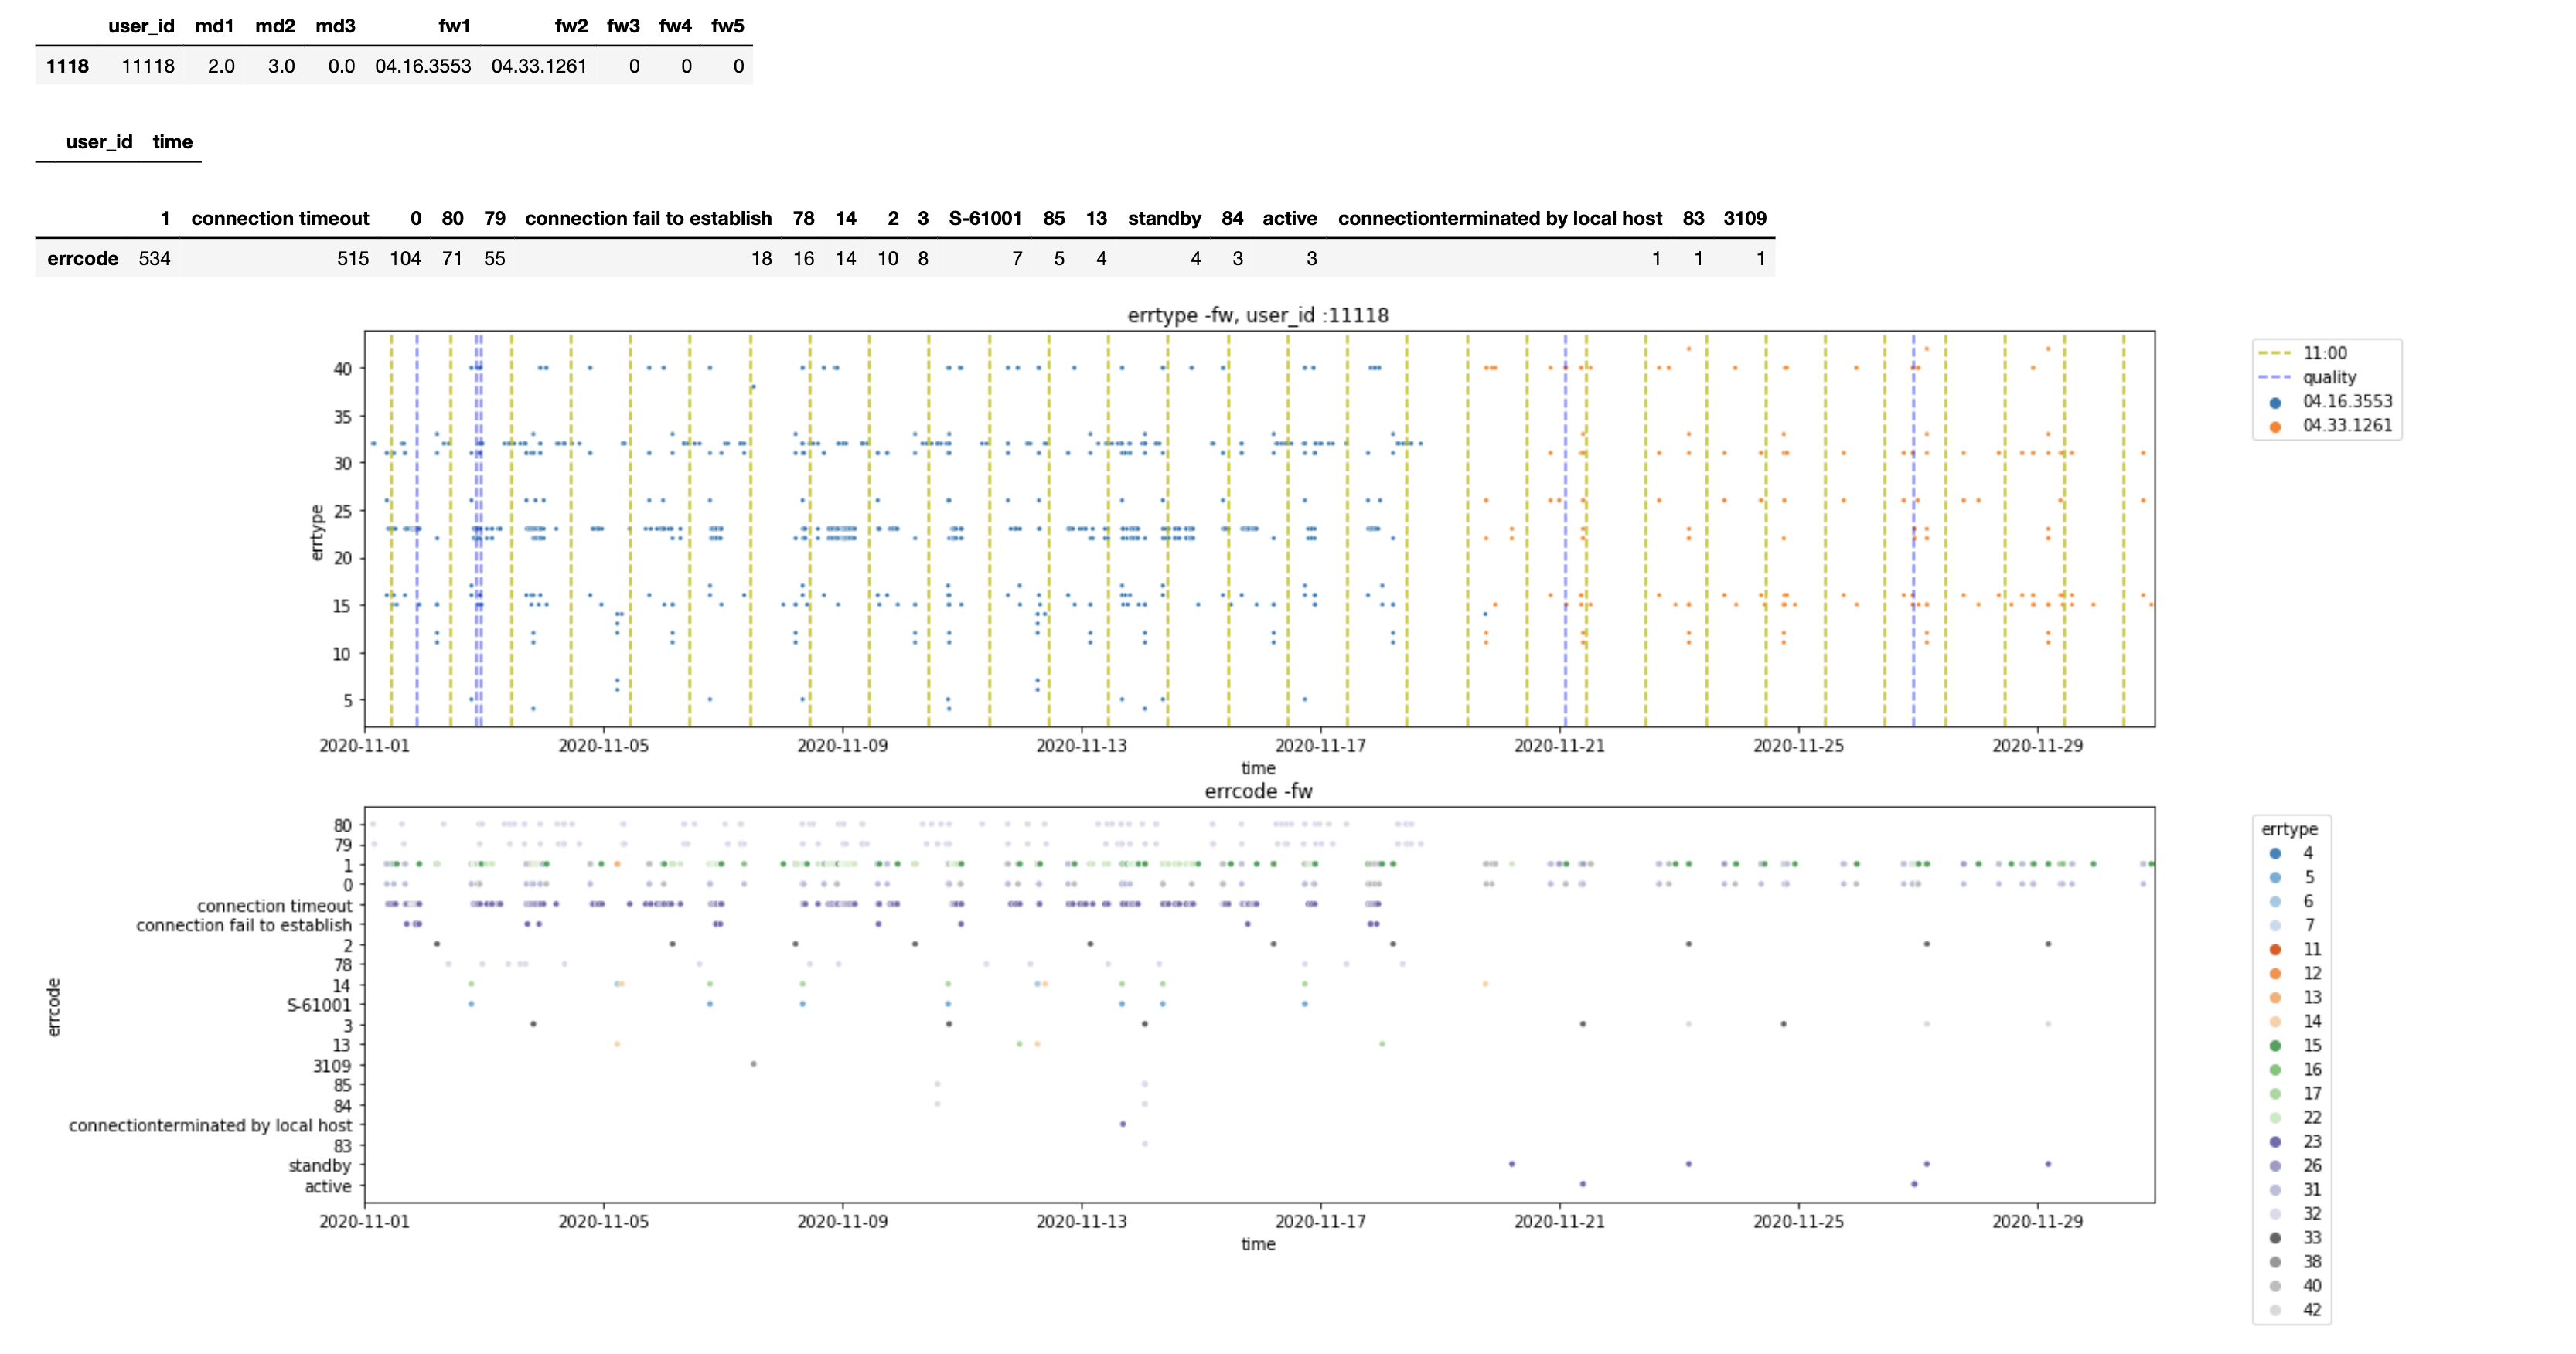 user_id md1 md2 md3 fw1 fw2 fw3 fw4 fw5
1118 11118 2.0 3.0 0.0 04.16.3553 04.33.1261 0 0 0
user_id time
1 connection timeout 0 80 79 connection fail to establish 78 14 2 3 S-61001 85 13 standby 84 active connectionterminated by local host 83 3109
errcode 534 515 104 71 55 18 16 14 10 8 7 5 4 4 3 3 1 1 1
errtype -fw, user_id :11118
40
35
30
25
20
15
10
5
errtype
2020-11-01 2020-11-05 2020-11-09 2020-11-13 2020-11-17 2020-11-21 2020-11-25 2020-11-29
time
11:00
quality
04.16.3553
04.33.1261
errcode -fw
80
79
1
0
connection timeout
connection fail to establish
2
78
14
S-61001
3
13
3109
85
84
connectionterminated by local host
83
standby
active
errcode
2020-11-01 2020-11-05 2020-11-09 2020-11-13 2020-11-17 2020-11-21 2020-11-25 2020-11-29
time
errtype
4
5
6
7
11
12
13
14
15
16
17
22
23
26
31
32
33
38
40
42